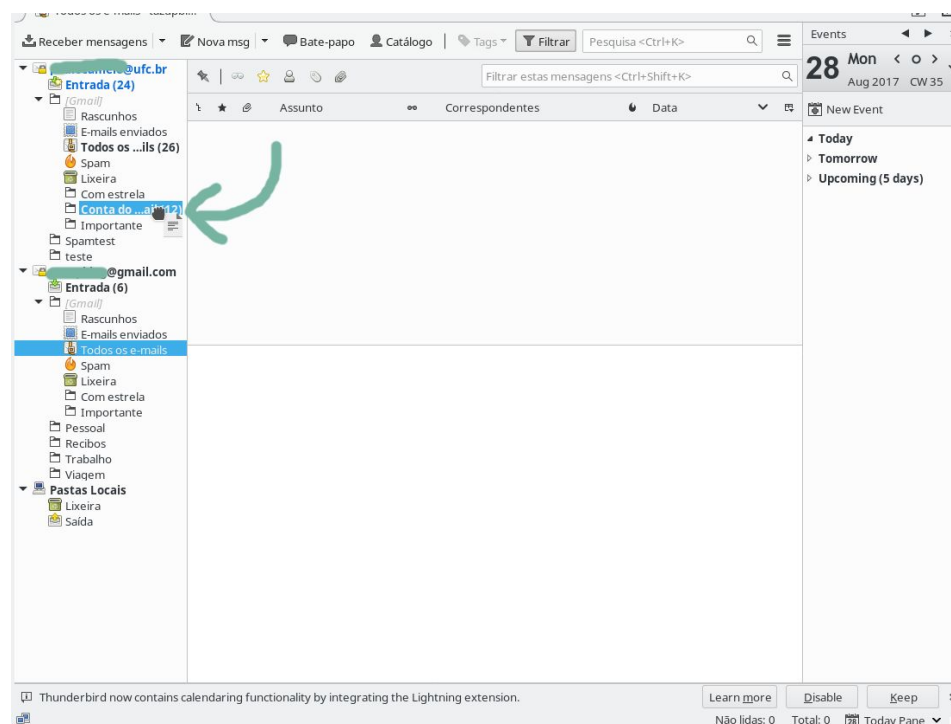 Receber mensagens Nova msg Bate-papo Catálogo Tags Filtrar Pesquisa <Ctrl+K>
Filtrar estas mensagens <Ctrl+Shift+K>
Assunto Correspondentes Data
@ufc.br
Entrada (24)
[Gmail]
Rascunhos
E-mails enviados
Todos os ...ils (26)
Spam
Lixeira
Com estrela
Conta do ...ail (12)
Importante
Spamtest
teste
@gmail.com
Entrada (6)
[Gmail]
Rascunhos
E-mails enviados
Todos os e-mails
Spam
Lixeira
Com estrela
Importante
Pessoal
Recibos
Trabalho
Viagem
Pastas Locais
Lixeira
Saída
Events
28 Mon
Aug 2017 CW 35
New Event
Today
Tomorrow
Upcoming (5 days)
Thunderbird now contains calendaring functionality by integrating the Lightning extension. Learn more Disable Keep
Não lidas: 0 Total: 0 28 Today Pane